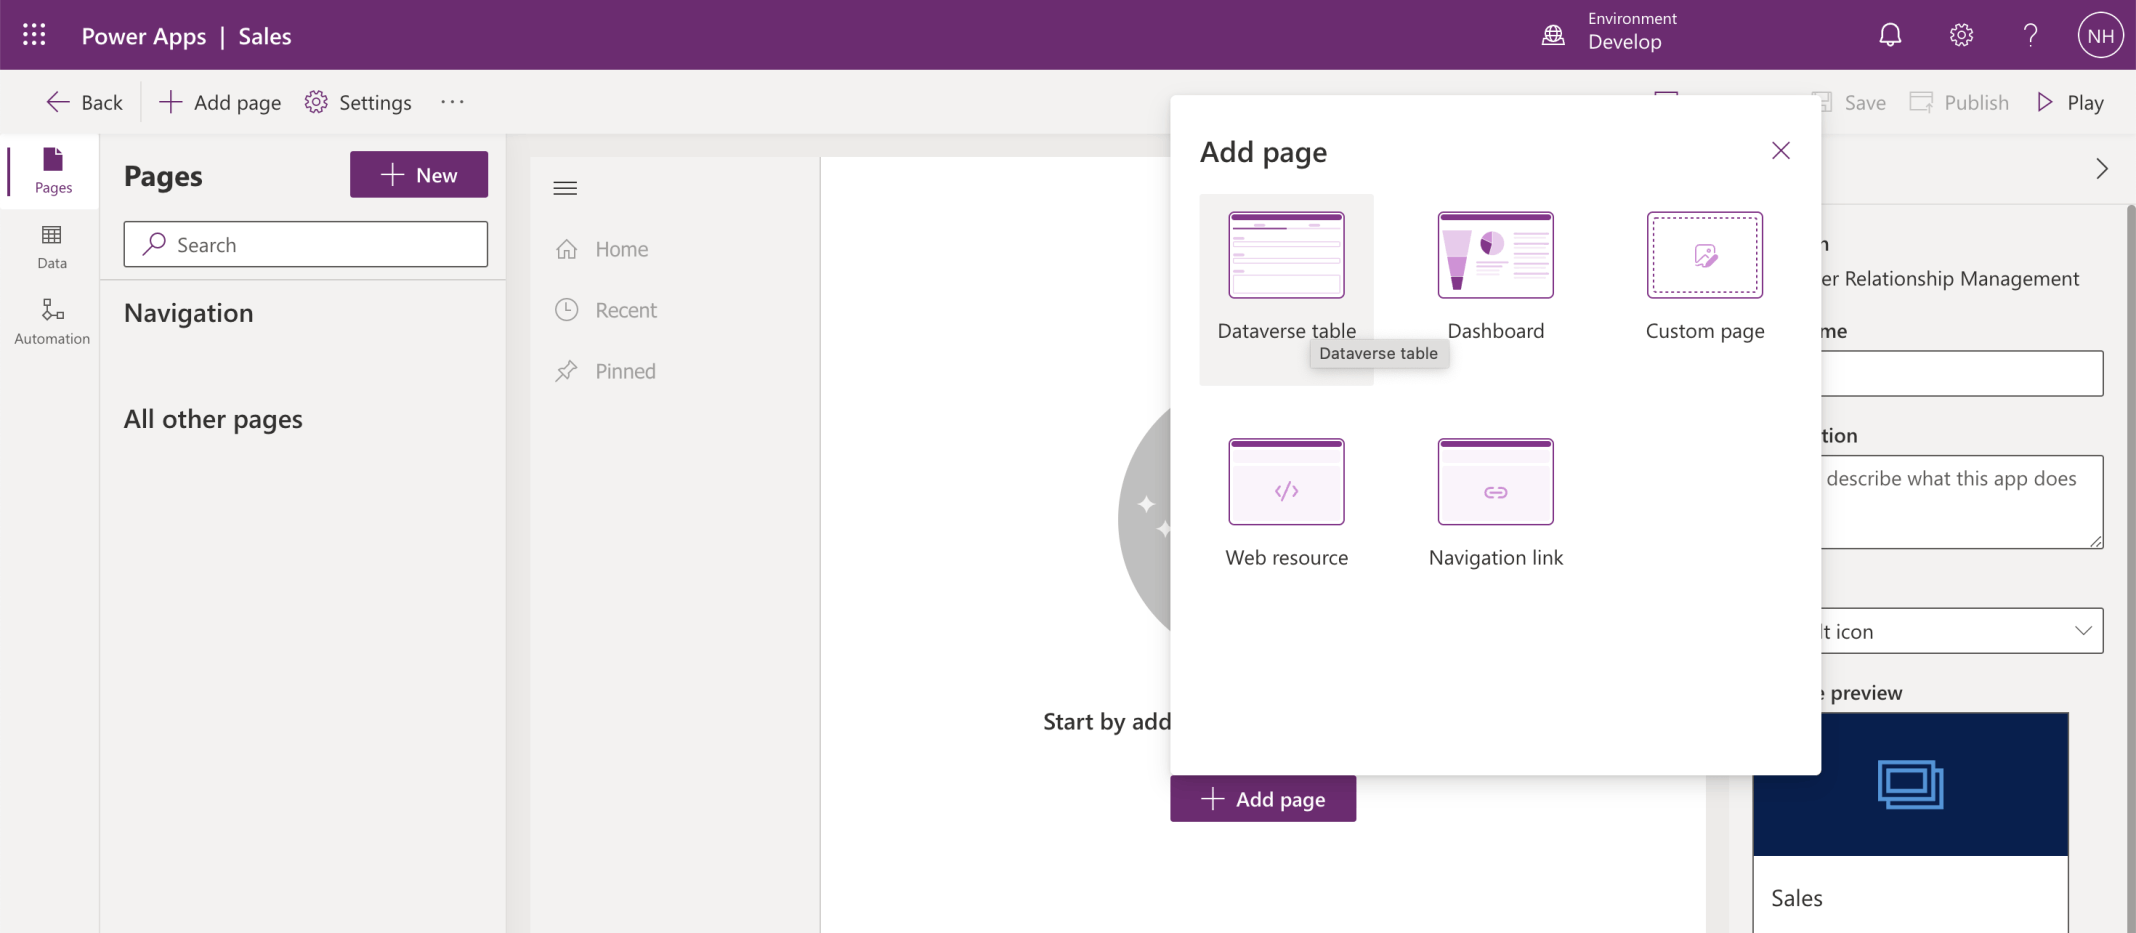 Power Apps | Sales
Environment
Develop
?
NH
Back
Add page
Settings
...
Save
Publish
Play
Pages
Data
Automation
Pages
New
Search
Navigation
All other pages
Home
Recent
Pinned
Start by add
Add page
Add page
Dataverse table
Dashboard
Custom page
Dataverse table
Web resource
</>
Navigation link
n
er Relationship Management
me
tion
describe what this app does
lt icon
e preview
Sales